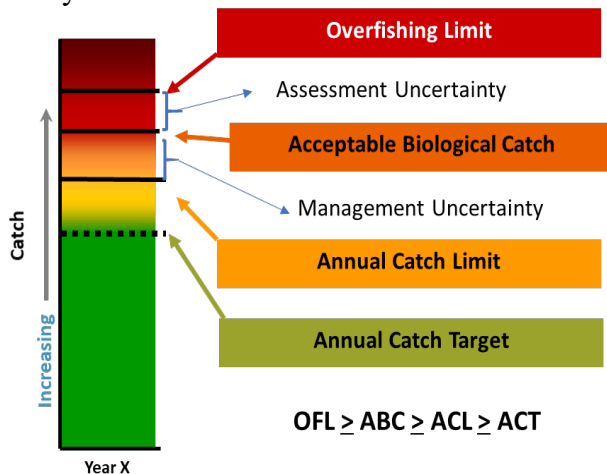 Overfishing Limit
Assessment Uncertainty
Acceptable Biological Catch
Management Uncertainty
Annual Catch Limit
Annual Catch Target
OFL ≥ ABC ≥ ACL ≥ ACT
Catch
Increasing
Year X